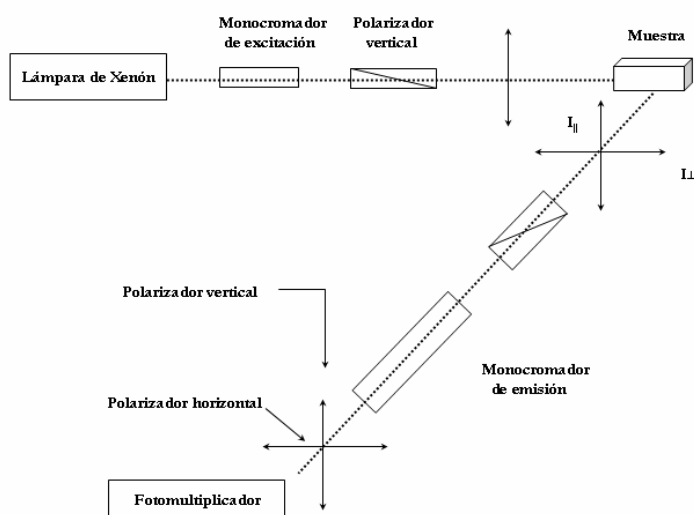 Monocromador
de excitación
Polarizador
vertical
Muestra
Lámpara de Xenón
I||
I⊥
Polarizador vertical
Monocromador
de emisión
Polarizador horizontal
Fotomultiplicador